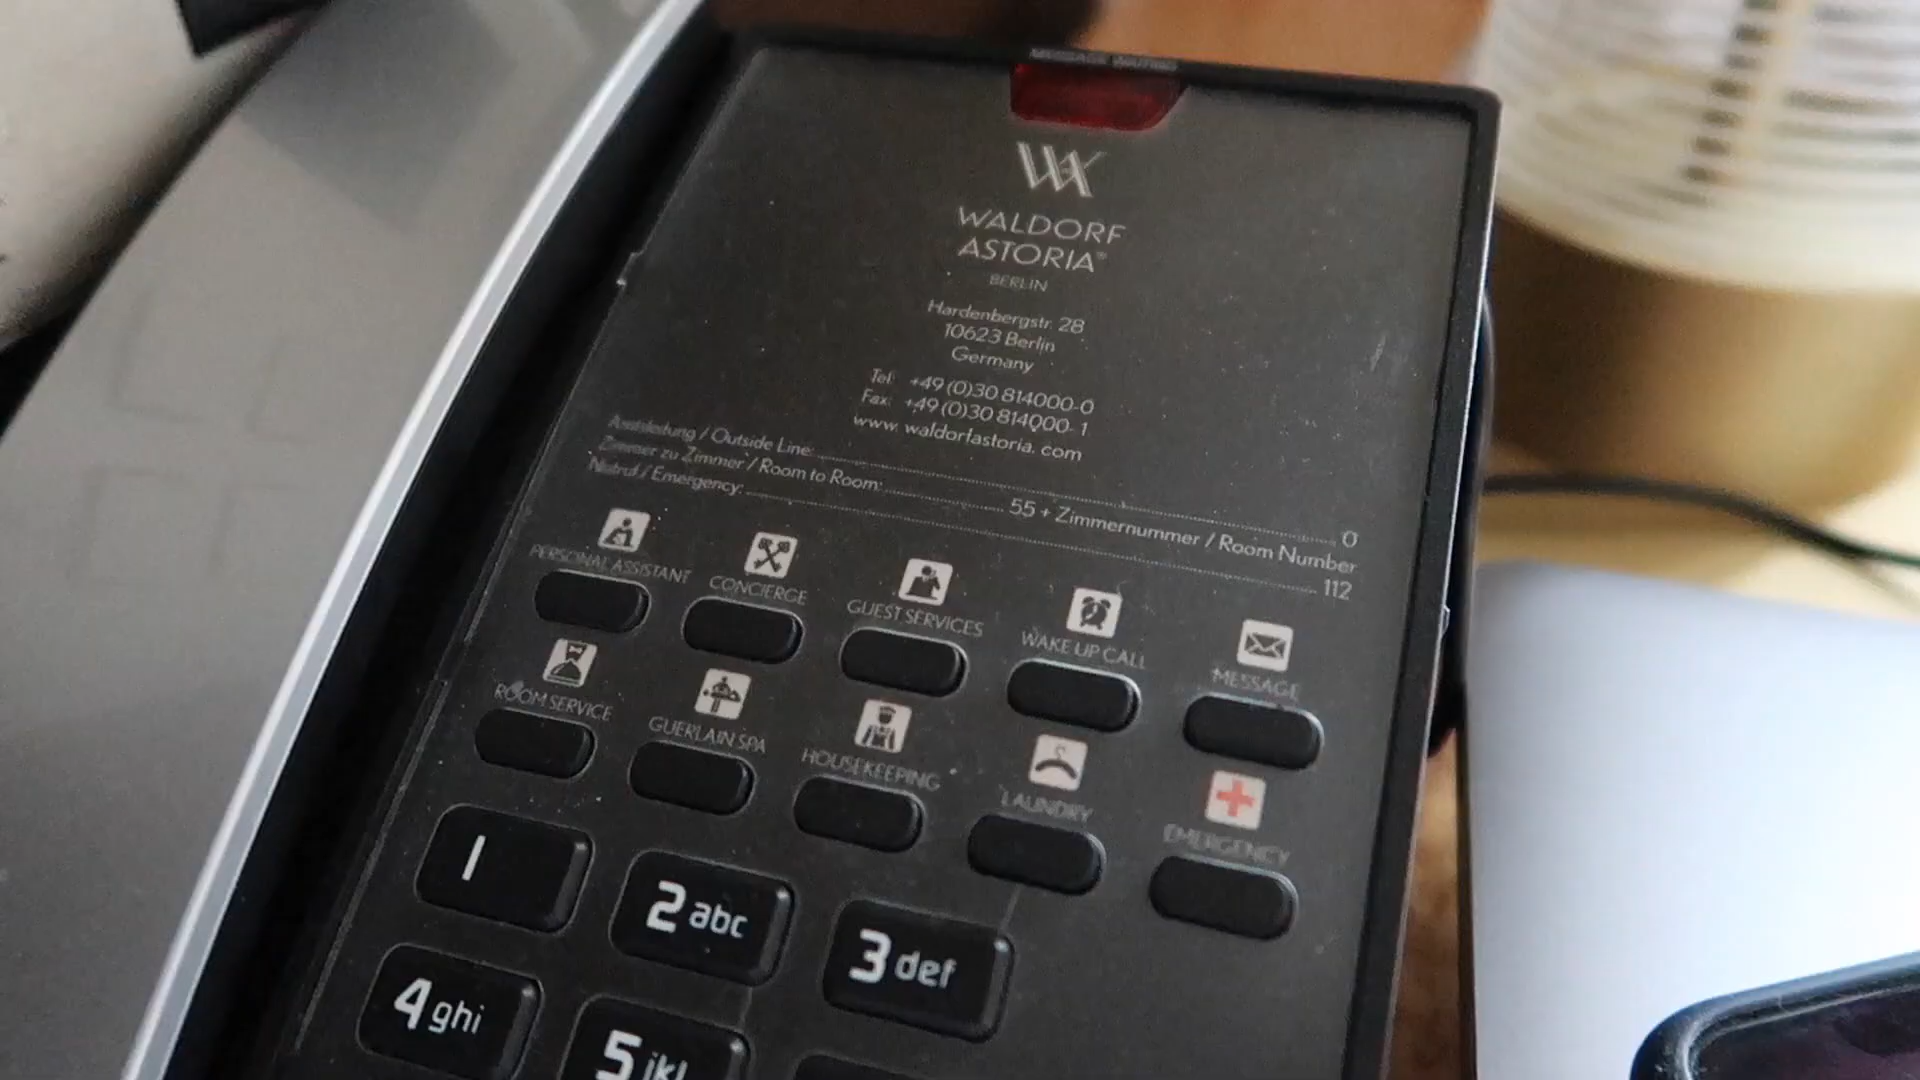 MESSAGE WAITING
WALDORF
ASTORIA®
BERLIN
Hardenbergstr. 28
10623 Berlin
Germany
Tel: +49 (0)30 814000-0
Fax: +49 (0)30 814000-1
www.waldorfastoria.com
Amtsleitung / Outside Line: 0
Zimmer zu Zimmer / Room to Room: 55 + Zimmernummer / Room Number
Notruf / Emergency: 112
PERSONAL ASSISTANT
CONCIERGE
GUEST SERVICES
WAKE UP CALL
MESSAGE
ROOM SERVICE
GUERLAIN SPA
HOUSEKEEPING
LAUNDRY
EMERGENCY
1
2 abc
3 def
4 ghi
5 jkl